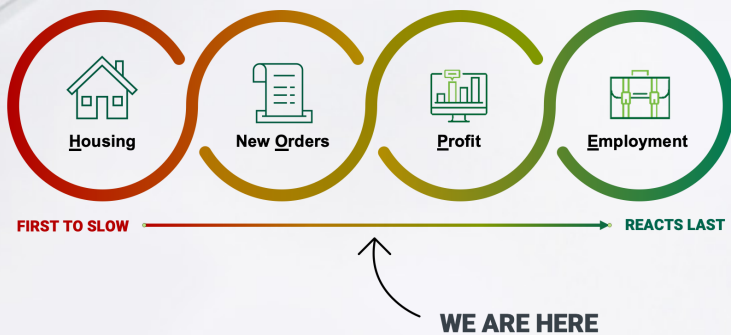 Housing
New Orders
Profit
Employment
FIRST TO SLOW
REACTS LAST
WE ARE HERE